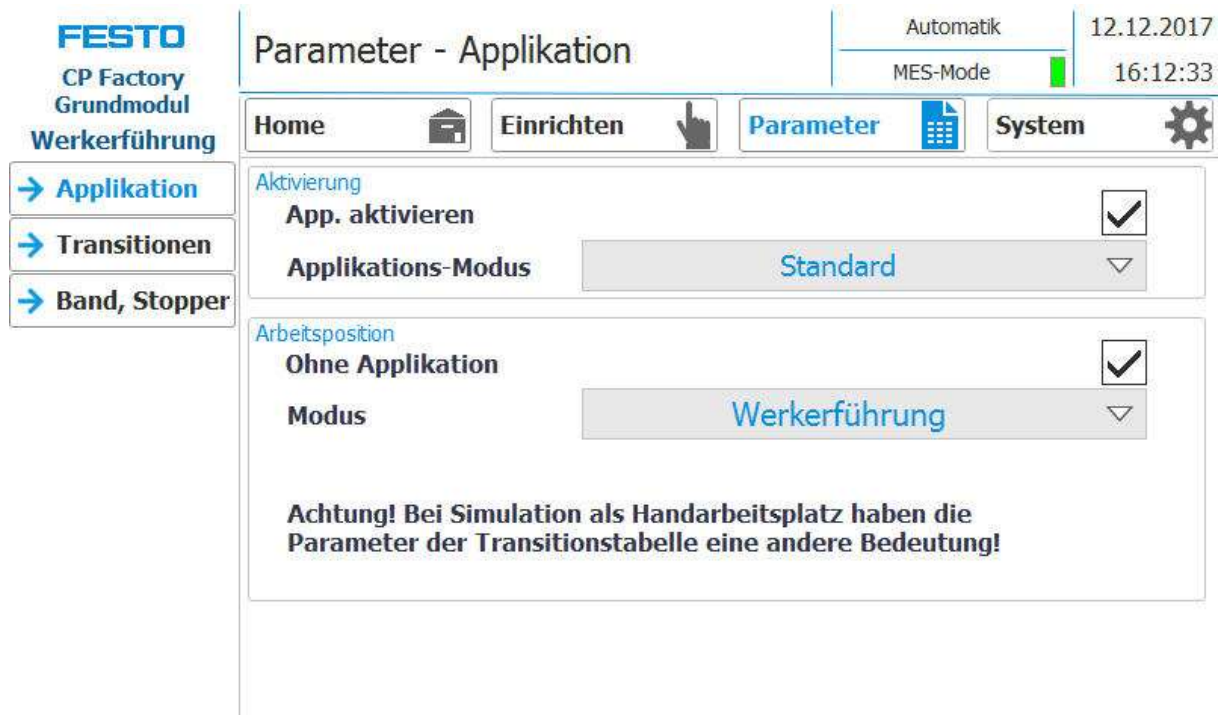 FESTO
CP Factory
Grundmodul
Werkerführung
Parameter - Applikation
Automatik
MES-Mode
12.12.2017
16:12:33
Home
Einrichten
Parameter
System
Applikation
Transitionen
Band, Stopper
Aktivierung
App. aktivieren
Applikations-Modus
Standard
Arbeitsposition
Ohne Applikation
Modus
Werkerführung
Achtung! Bei Simulation als Handarbeitsplatz haben die
Parameter der Transitionstabelle eine andere Bedeutung!